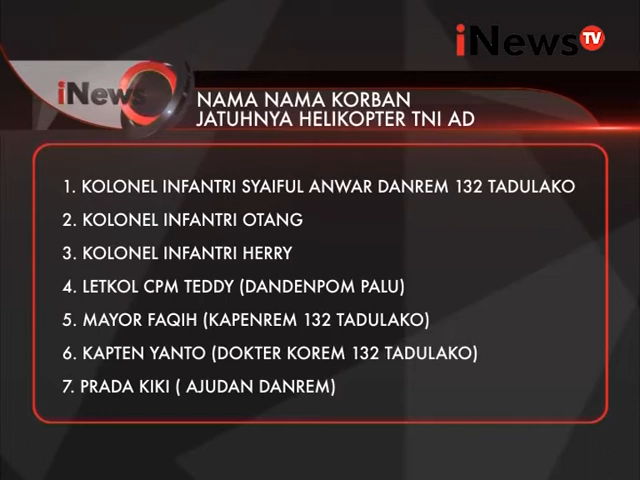 iNews TV
iNews
NAMA NAMA KORBAN
JATUHNYA HELIKOPTER TNI AD
1. KOLONEL INFANTRI SYAIFUL ANWAR DANREM 132 TADULAKO
2. KOLONEL INFANTRI OTANG
3. KOLONEL INFANTRI HERRY
4. LETKOL CPM TEDDY (DANDENPOM PALU)
5. MAYOR FAQIH (KAPENREM 132 TADULAKO)
6. KAPTEN YANTO (DOKTER KOREM 132 TADULAKO)
7. PRADA KIKI ( AJUDAN DANREM)